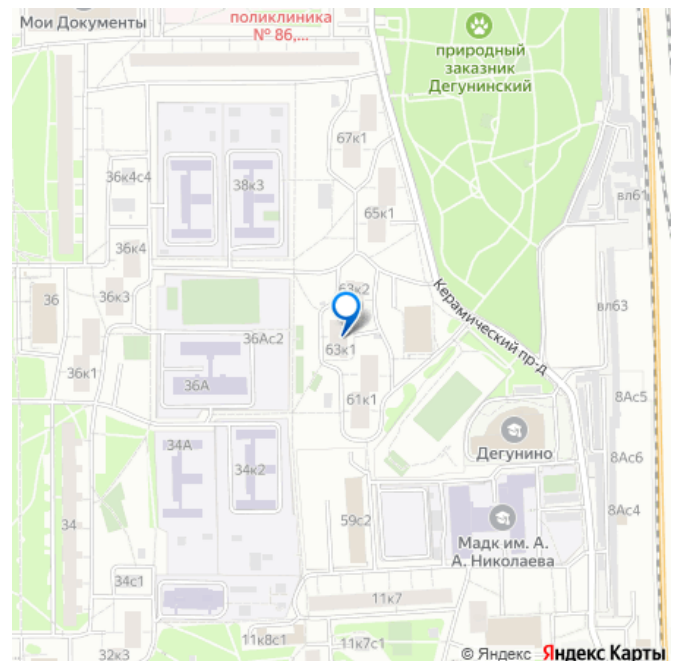 Мои Документы
поликлиника
№ 86,...
природный
заказник
Дегунинский
67к1
36к4с4
38к3
вл61
65к1
36к4
63к2
Керамический пр-д
36
36к3
вл63
36Ас2
63к1
36к1
36А
61к1
8Ас5
Дегунино
34А
34к2
8Ас6
34
59с2
8Ас4
Мадк им. А.
А. Николаева
34с1
11к7
32к3
11к8с1
11к7с1
© Яндекс Яндекс Карты